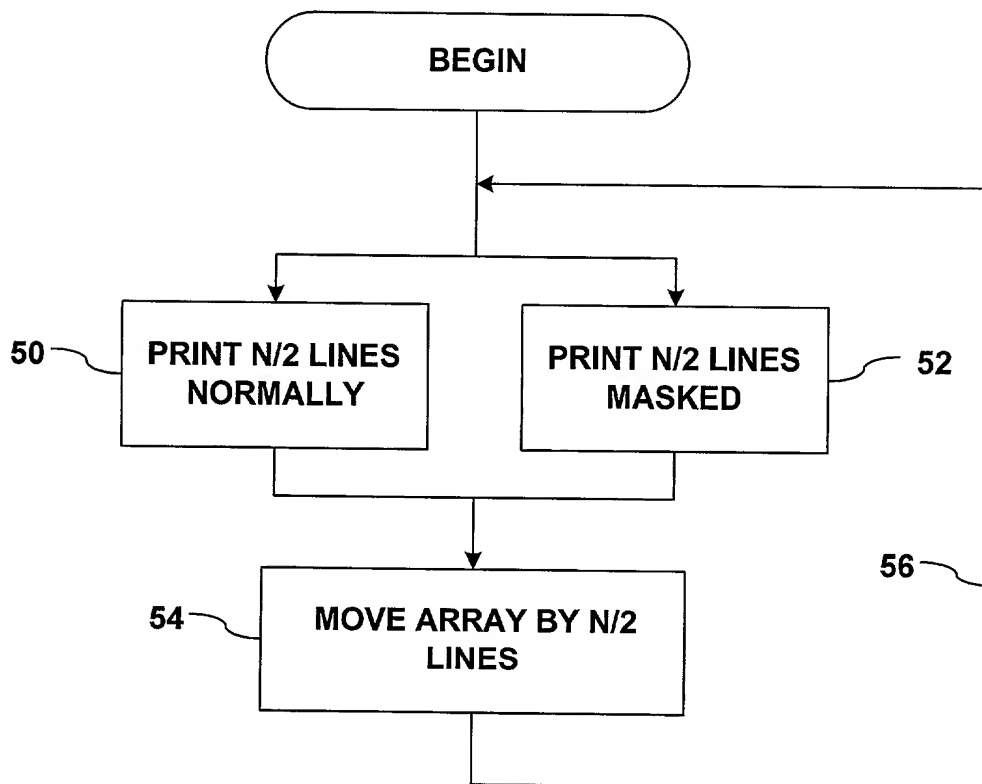 BEGIN
50
PRINT N/2 LINES
NORMALLY
PRINT N/2 LINES
MASKED
52
56
54
MOVE ARRAY BY N/2
LINES